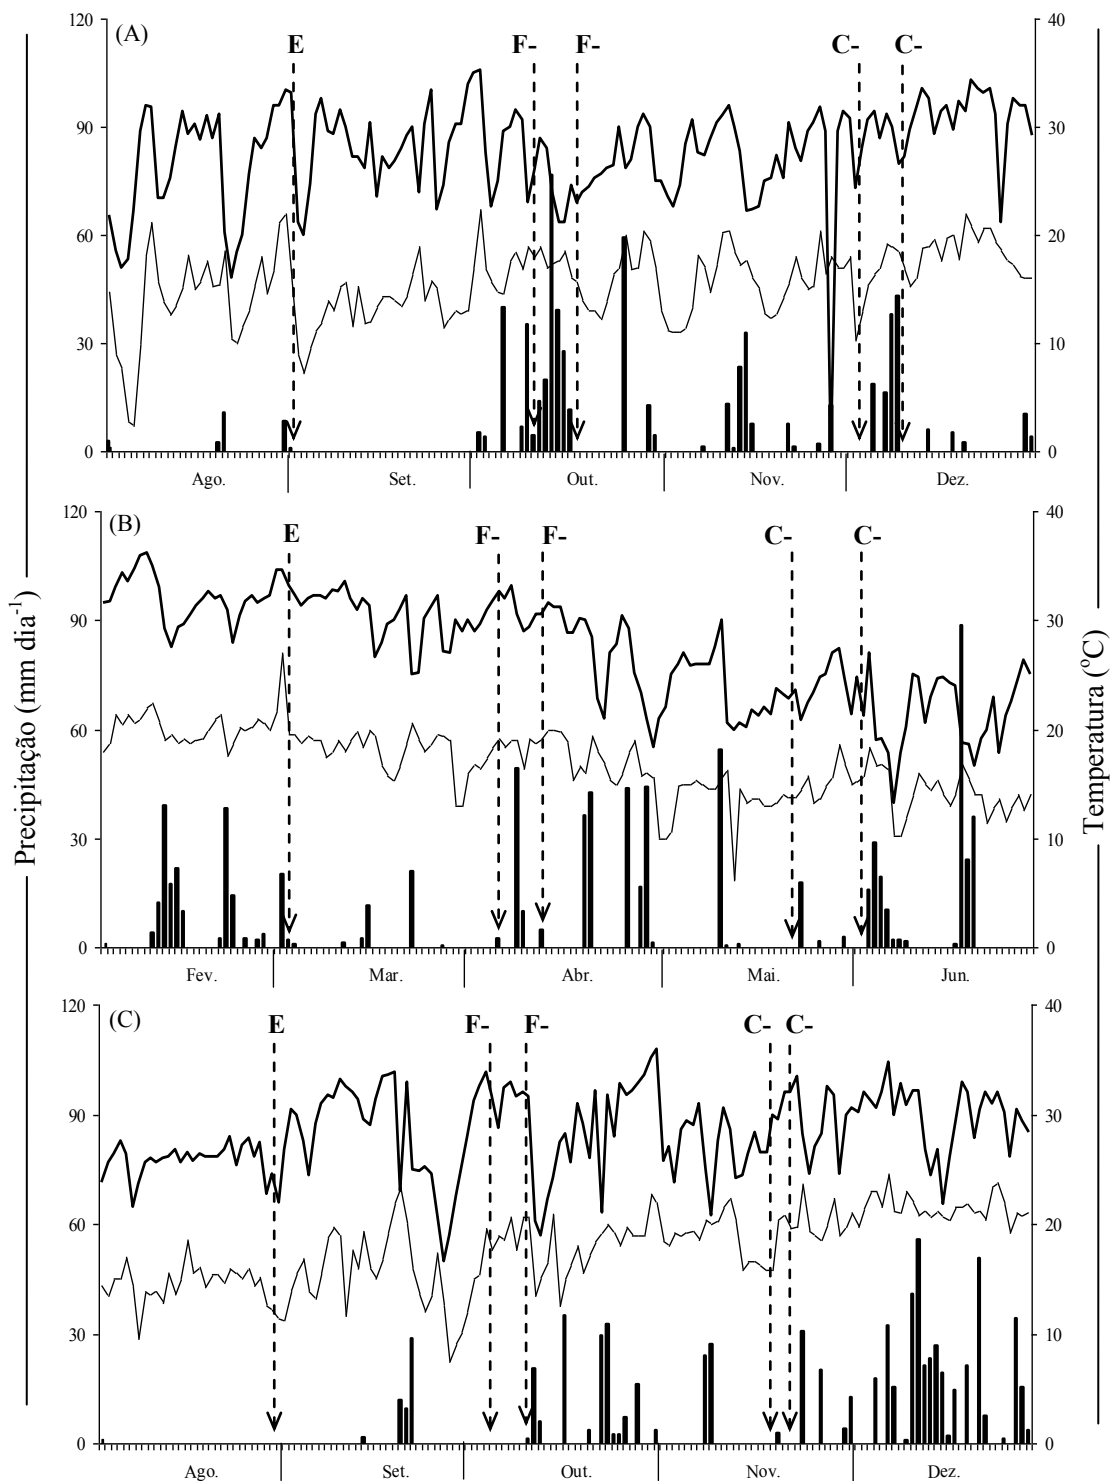 Precipitação (mm dia-1)
Temperatura (oC)
(A)
E
F-
F-
C-
C-
120
90
60
30
0
40
30
20
10
0
Ago.
Set.
Out.
Nov.
Dez.
(B)
E
F-
F-
C-
C-
120
90
60
30
0
40
30
20
10
0
Fev.
Mar.
Abr.
Mai.
Jun.
(C)
E
F-
F-
C-
C-
120
90
60
30
0
40
30
20
10
0
Ago.
Set.
Out.
Nov.
Dez.